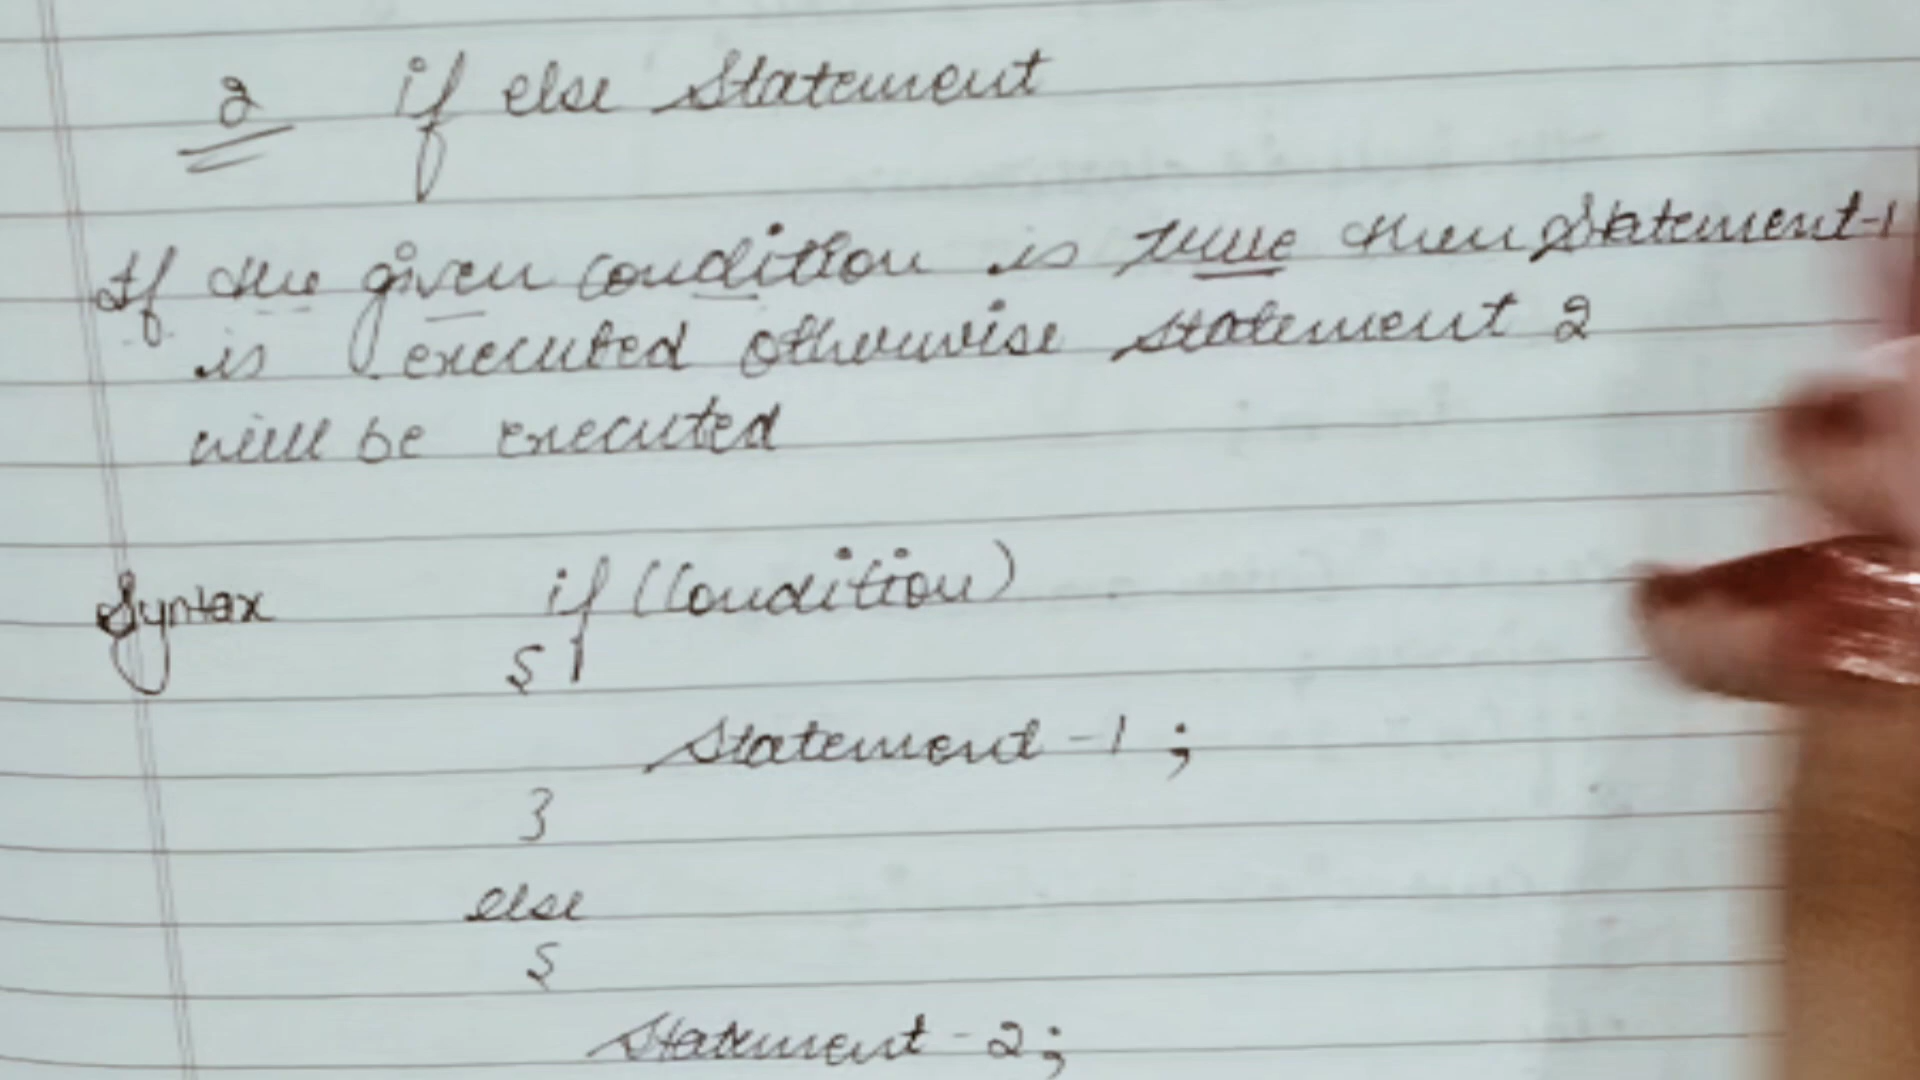 2 if else Statement
If the given condition is true then Statement-1
is executed otherwise statement 2
will be executed
Syntax if (Condition)
{
Statement - 1 ;
}
else
{
Statement - 2 ;